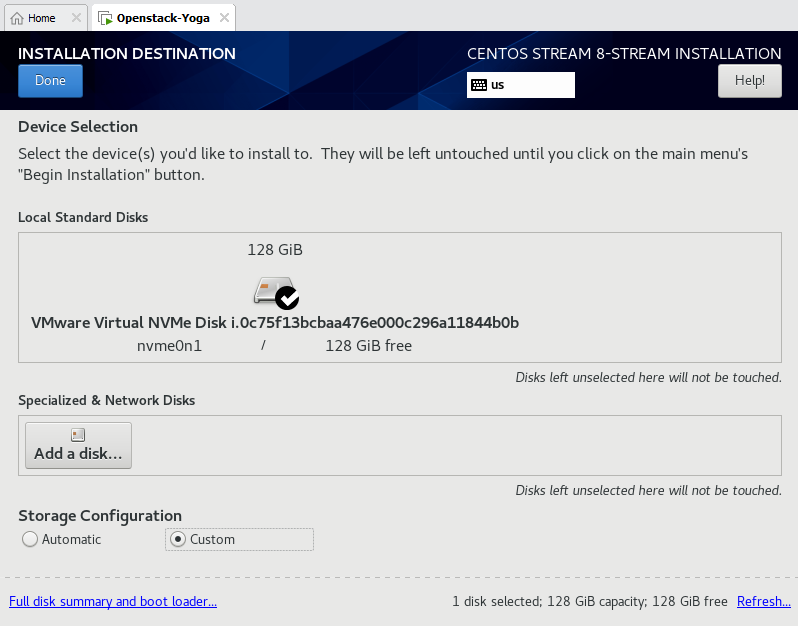 Home
Openstack-Yoga
INSTALLATION DESTINATION
CENTOS STREAM 8-STREAM INSTALLATION
Done
us
Help!
Device Selection
Select the device(s) you'd like to install to.  They will be left untouched until you click on the main menu's
"Begin Installation" button.
Local Standard Disks
128 GiB
VMware Virtual NVMe Disk i.0c75f13bcbaa476e000c296a11844b0b
nvme0n1 / 128 GiB free
Disks left unselected here will not be touched.
Specialized & Network Disks
Add a disk...
Disks left unselected here will not be touched.
Storage Configuration
Automatic Custom
Full disk summary and boot loader... 1 disk selected; 128 GiB capacity; 128 GiB free Refresh...